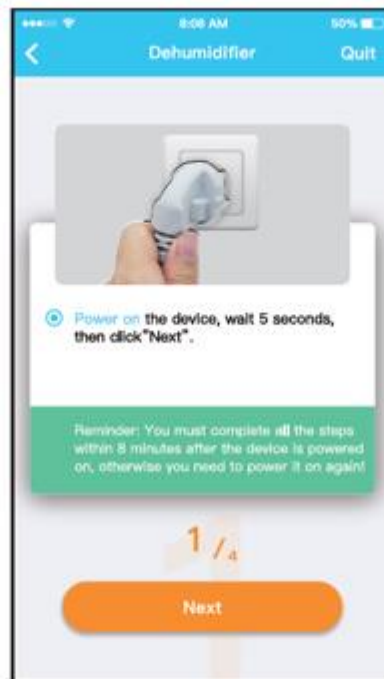 8:08 AM
50%
Dehumidifier
Quit
Power on the device, wait 5 seconds,
then click"Next".
Reminder: You must complete all the steps
within 8 minutes after the device is powered
on, otherwise you need to power it on again!
1/4
Next